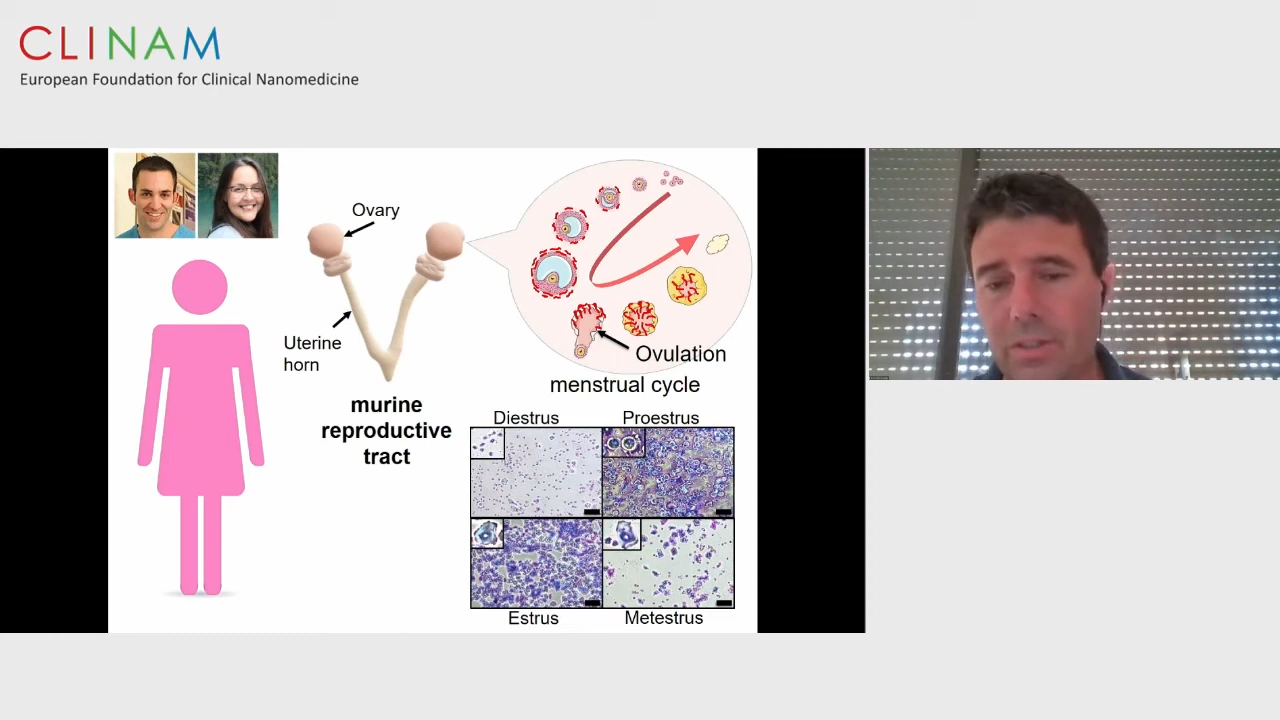 CLINAM
European Foundation for Clinical Nanomedicine
Ovary
Uterine
horn
murine
reproductive
tract
Ovulation
menstrual cycle
Diestrus
Proestrus
Estrus
Metestrus